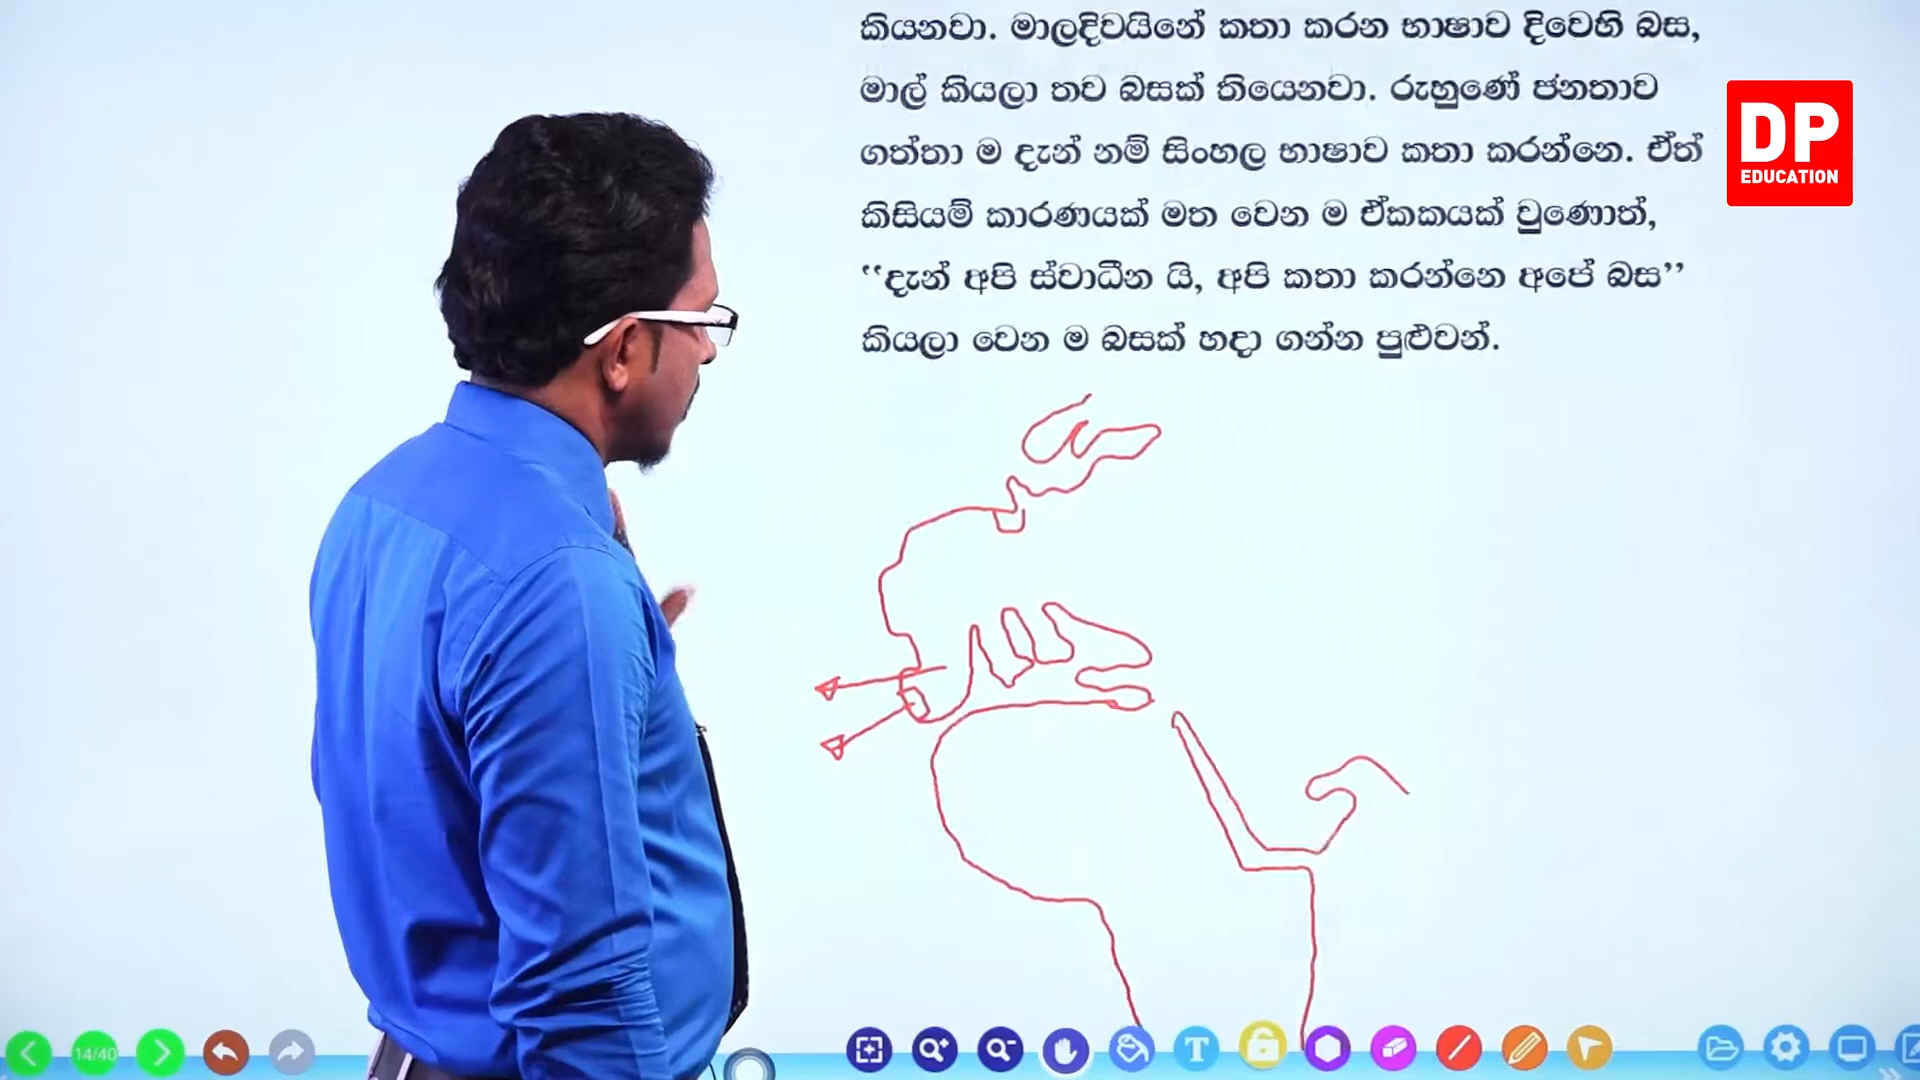 කියනවා. මාලදිවයිනේ කතා කරන භාෂාව දිවෙහි බස,
මාල් කියලා තව බසක් තියෙනවා. රුහුණේ ජනතාව
ගත්තා ම දැන් නම් සිංහල භාෂාව කතා කරන්නෙ. ඒත්
කිසියම් කාරණයක් මත වෙන ම ඒකකයක් වුණොත්,
“දැන් අපි ස්වාධීන යි, අපි කතා කරන්නෙ අපේ බස”
කියලා වෙන ම බසක් හදා ගන්න පුළුවන්.
DP
EDUCATION
14/40
T